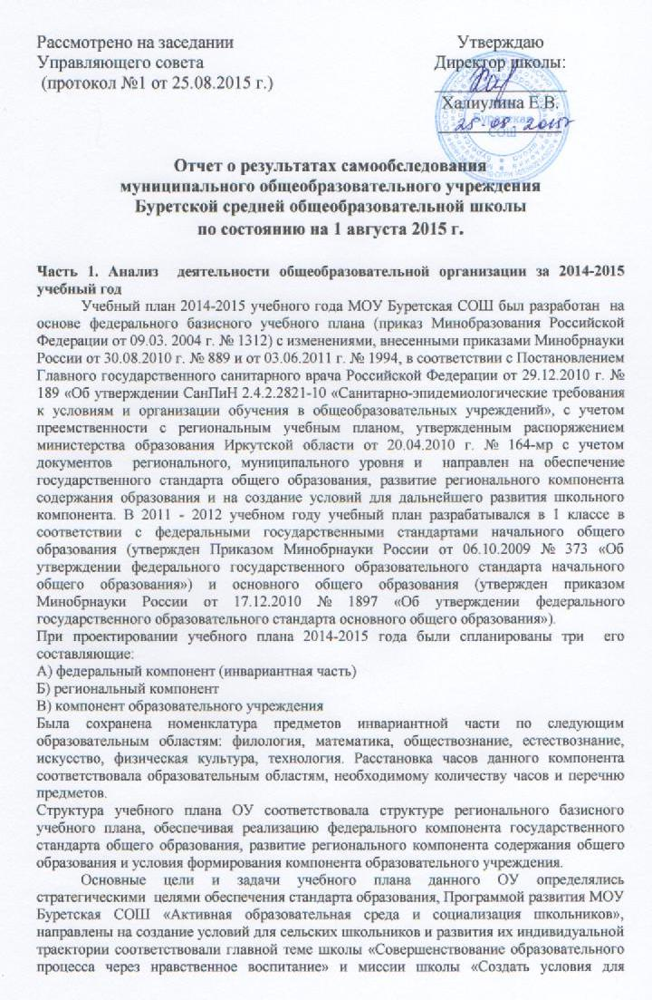 Рассмотрено на заседании
Управляющего совета
(протокол №1 от 25.08.2015 г.)
Утверждаю
Директор школы:
Халиулина Е.В.
25-08-2015г
Буретская
СОШ
Отчет о результатах самообследования
муниципального общеобразовательного учреждения
Буретской средней общеобразовательной школы
по состоянию на 1 августа 2015 г.
Часть 1. Анализ деятельности общеобразовательной организации за 2014-2015
учебный год
Учебный план 2014-2015 учебного года МОУ Буретская СОШ был разработан на
основе федерального базисного учебного плана (приказ Минобразования Российской
Федерации от 09.03. 2004 г. № 1312) с изменениями, внесенными приказами Минобрнауки
России от 30.08.2010 г. № 889 и от 03.06.2011 г. № 1994, в соответствии с Постановлением
Главного государственного санитарного врача Российской Федерации от 29.12.2010 г. №
189 «Об утверждении СанПиН 2.4.2.2821-10 «Санитарно-эпидемиологические требования
к условиям и организации обучения в общеобразовательных учреждений», с учетом
преемственности с региональным учебным планом, утвержденным распоряжением
министерства образования Иркутской области от 20.04.2010 г. № 164-мр с учетом
документов регионального, муниципального уровня и направлен на обеспечение
государственного стандарта общего образования, развитие регионального компонента
содержания образования и на создание условий для дальнейшего развития школьного
компонента. В 2011 - 2012 учебном году учебный план разрабатывался в 1 классе в
соответствии с федеральными государственными стандартами начального общего
образования (утвержден Приказом Минобрнауки России от 06.10.2009 № 373 «Об
утверждении федерального государственного образовательного стандарта начального
общего образования») и основного общего образования (утвержден приказом
Минобрнауки России от 17.12.2010 № 1897 «Об утверждении федерального
государственного образовательного стандарта основного общего образования»).
При проектировании учебного плана 2014-2015 года были спланированы три его
составляющие:
А) федеральный компонент (инвариантная часть)
Б) региональный компонент
В) компонент образовательного учреждения
Была сохранена номенклатура предметов инвариантной части по следующим
образовательным областям: филология, математика, обществознание, естествознание,
искусство, физическая культура, технология. Расстановка часов данного компонента
соответствовала образовательным областям, необходимому количеству часов и перечню
предметов.
Структура учебного плана ОУ соответствовала структуре регионального базисного
учебного плана, обеспечивая реализацию федерального компонента государственного
стандарта общего образования, развитие регионального компонента содержания общего
образования и условия формирования компонента образовательного учреждения.
Основные цели и задачи учебного плана данного ОУ определялись
стратегическими целями обеспечения стандарта образования, Программой развития МОУ
Буретская СОШ «Активная образовательная среда и социализация школьников»,
направлены на создание условий для сельских школьников и развития их индивидуальной
траектории соответствовали главной теме школы «Совершенствование образовательного
процесса через нравственное воспитание» и миссии школы «Создать условия для